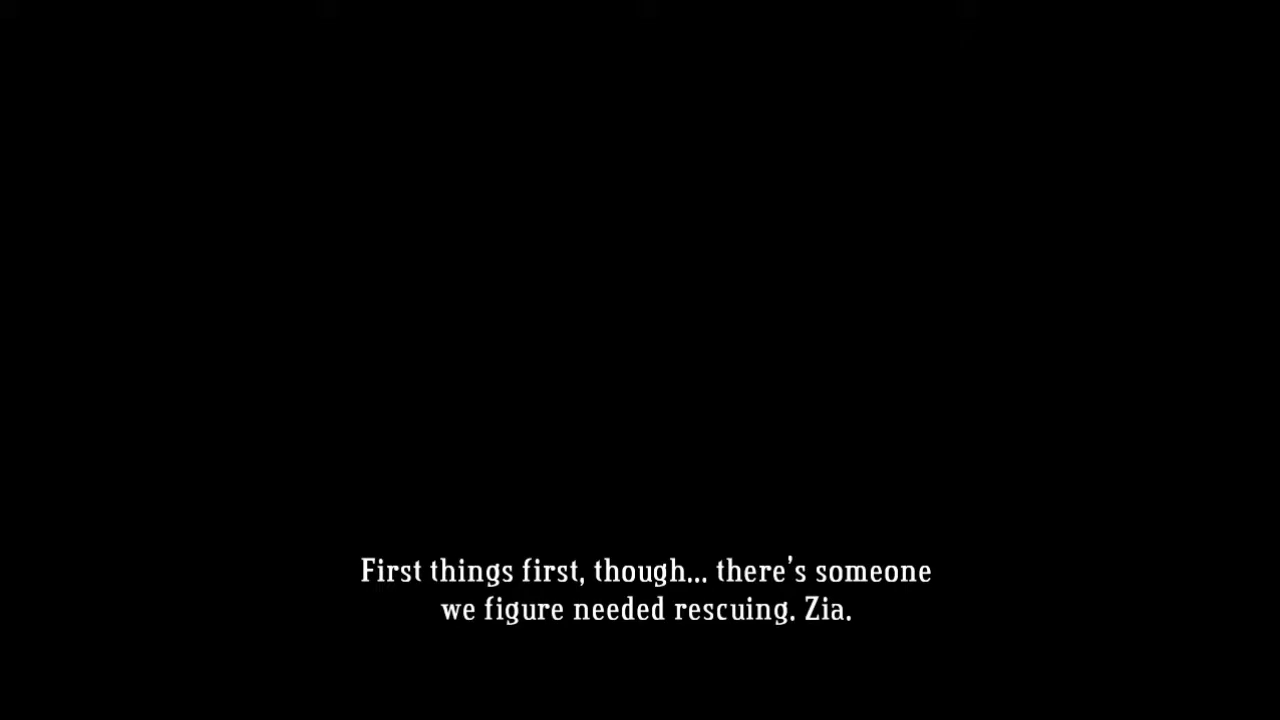 First things first, though... there's someone
we figure needed rescuing. Zia.